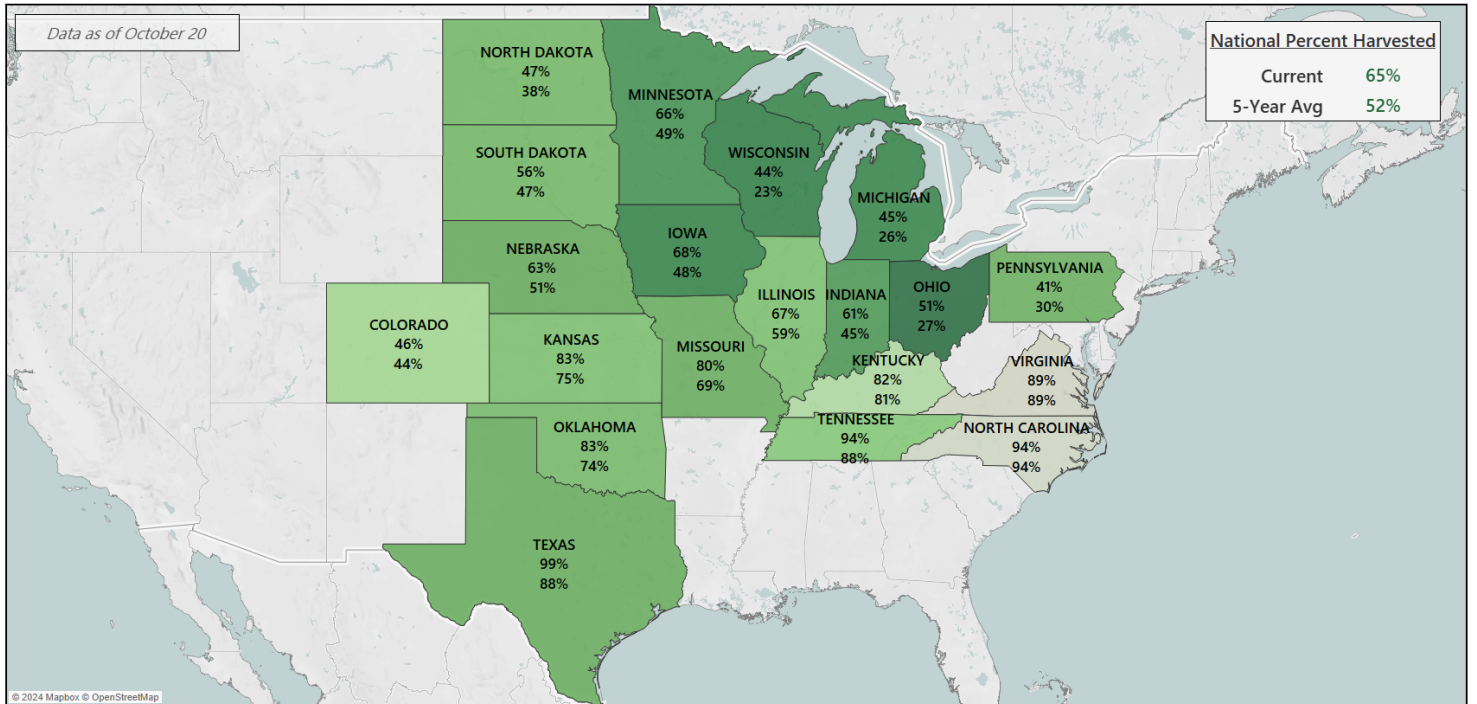 Data as of October 20
National Percent Harvested
Current 65%
5-Year Avg 52%
NORTH DAKOTA
47%
38%
MINNESOTA
66%
49%
SOUTH DAKOTA
56%
47%
WISCONSIN
44%
23%
MICHIGAN
45%
26%
IOWA
68%
48%
NEBRASKA
63%
51%
PENNSYLVANIA
41%
30%
ILLINOIS
67%
59%
INDIANA
61%
45%
OHIO
51%
27%
COLORADO
46%
44%
KANSAS
83%
75%
MISSOURI
80%
69%
KENTUCKY
82%
81%
VIRGINIA
89%
89%
TENNESSEE
94%
88%
NORTH CAROLINA
94%
94%
OKLAHOMA
83%
74%
TEXAS
99%
88%
© 2024 Mapbox © OpenStreetMap